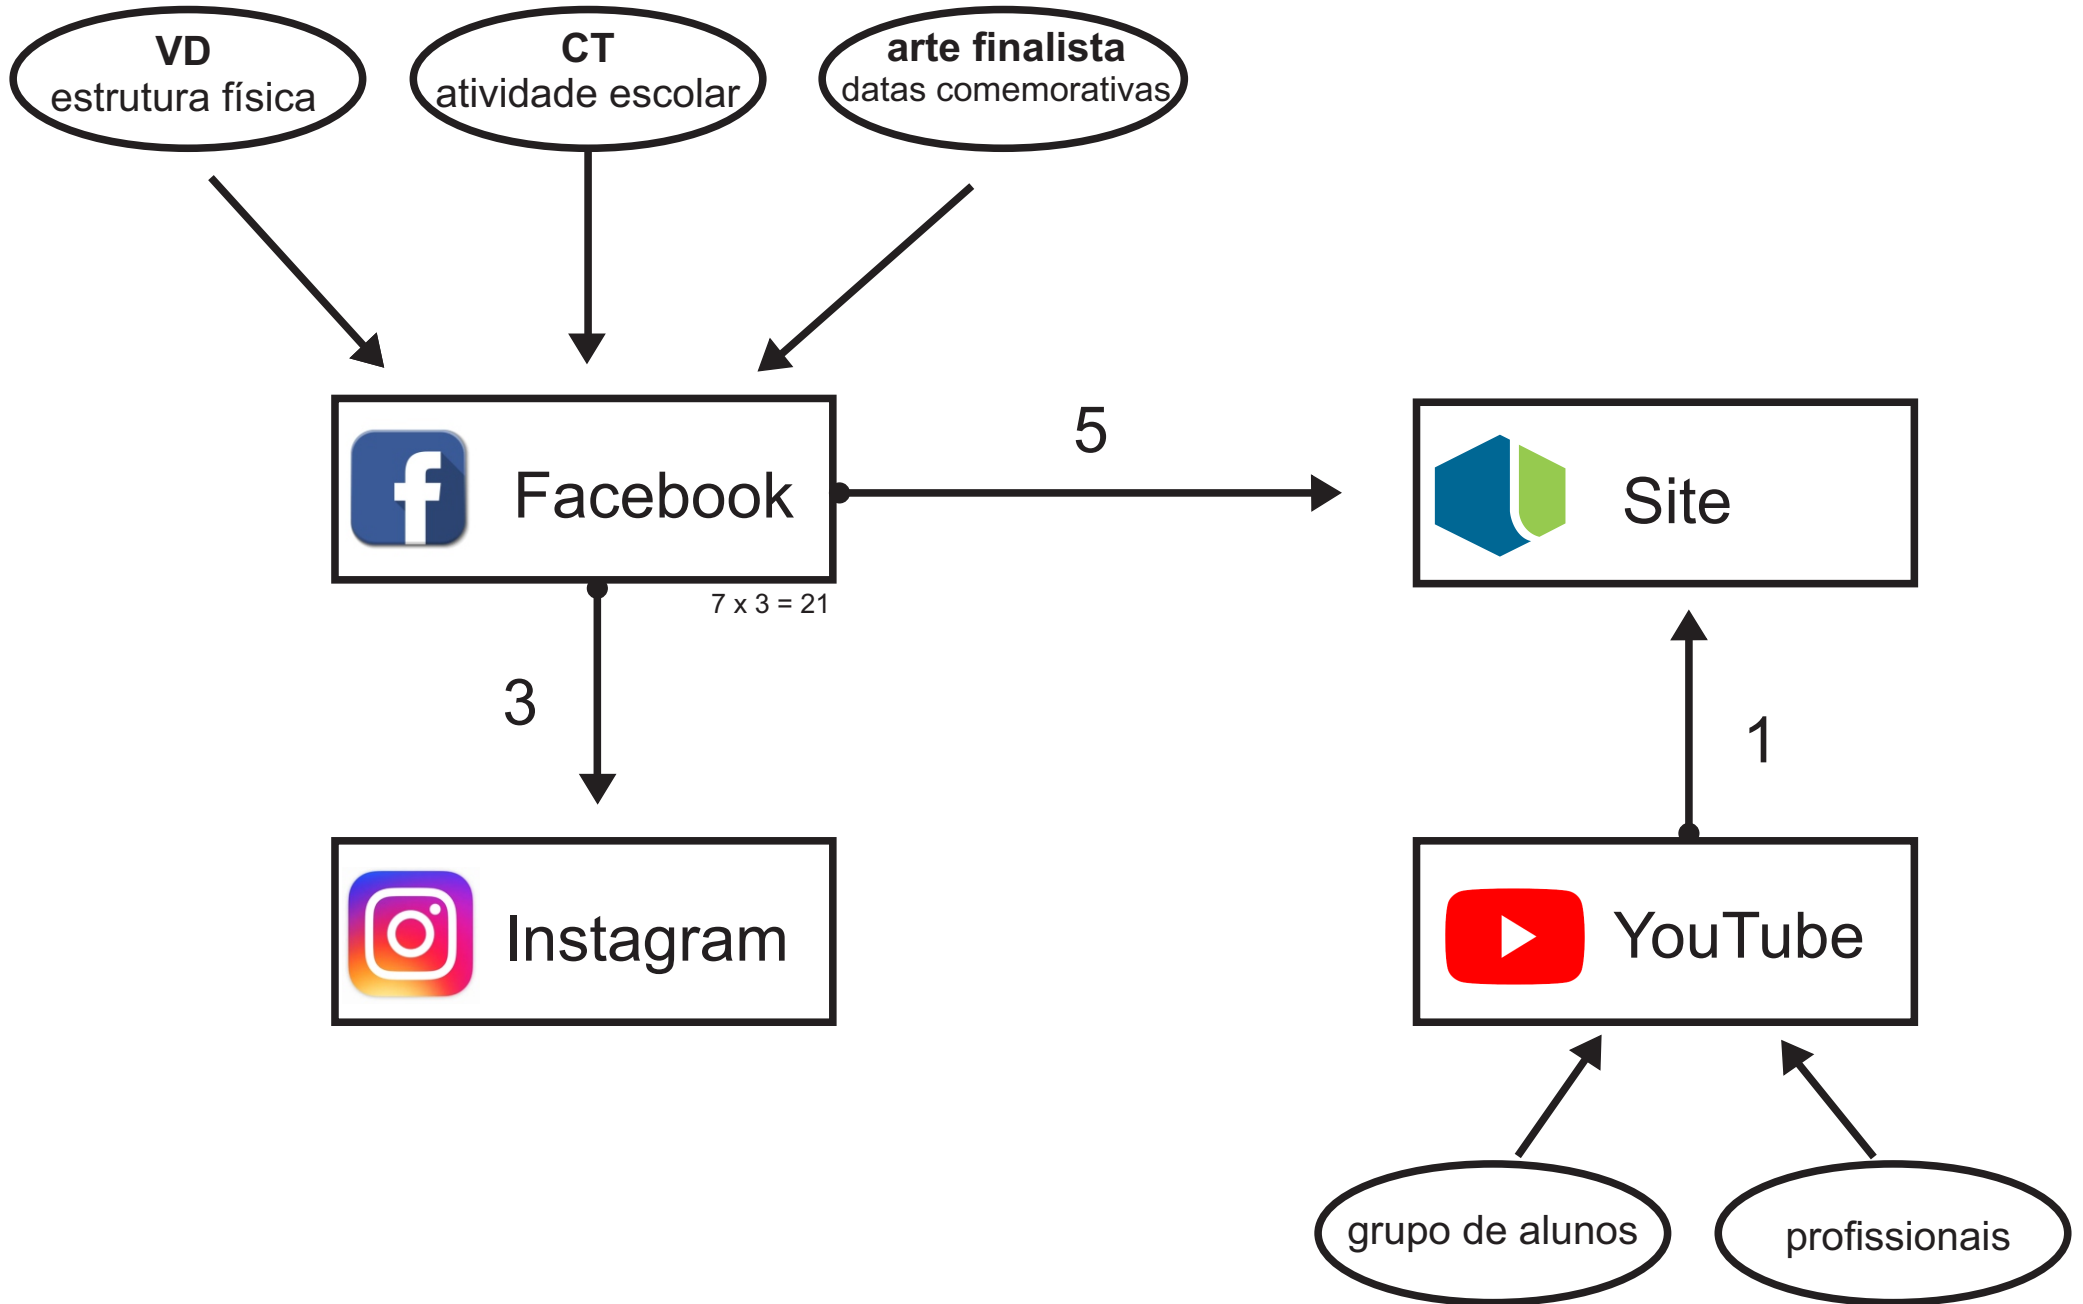 VD
estrutura física
CT
atividade escolar
arte finalista
datas comemorativas
Facebook
5
Site
7 x 3 = 21
3
1
Instagram
YouTube
grupo de alunos
profissionais